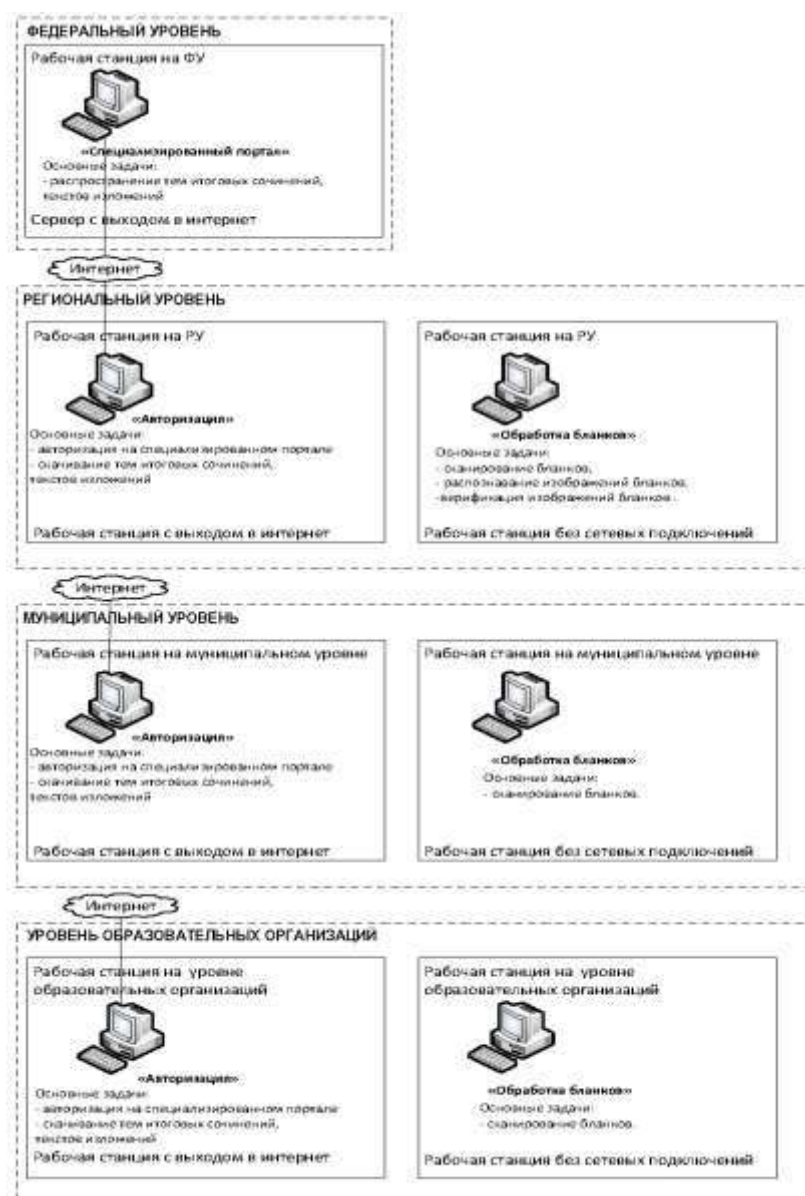 ФЕДЕРАЛЬНЫЙ УРОВЕНЬ
Рабочая станция на ФУ
«Специализированный портал»
Основные задачи:
- распространение тем итоговых сочинений,
текстов изложений
Сервер с выходом в интернет
Интернет
РЕГИОНАЛЬНЫЙ УРОВЕНЬ
Рабочая станция на РУ
«Авторизация»
Основные задачи:
- авторизация на специализированном портале
- скачивание тем итоговых сочинений,
текстов изложений
Рабочая станция с выходом в интернет
Рабочая станция на РУ
«Обработка бланков»
Основные задачи:
- сканирование бланков,
- распознавание изображений бланков,
-верификация изображений бланков .
Рабочая станция без сетевых подключений
Интернет
МУНИЦИПАЛЬНЫЙ УРОВЕНЬ
Рабочая станция на муниципальном уровне
«Авторизация»
Основные задачи:
- авторизация на специализированном портале
- скачивание тем итоговых сочинений,
текстов изложений
Рабочая станция с выходом в интернет
Рабочая станция на муниципальном уровне
«Обработка бланков»
Основные задачи:
- сканирование бланков.
Рабочая станция без сетевых подключений
Интернет
УРОВЕНЬ ОБРАЗОВАТЕЛЬНЫХ ОРГАНИЗАЦИЙ
Рабочая станция на уровне
образовательных организаций
«Авторизация»
Основные задачи:
- авторизация на специализированном портале
- скачивание тем итоговых сочинений,
текстов изложений
Рабочая станция с выходом в интернет
Рабочая станция на уровне
образовательных организаций
«Обработка бланков»
Основные задачи:
- сканирование бланков.
Рабочая станция без сетевых подключений